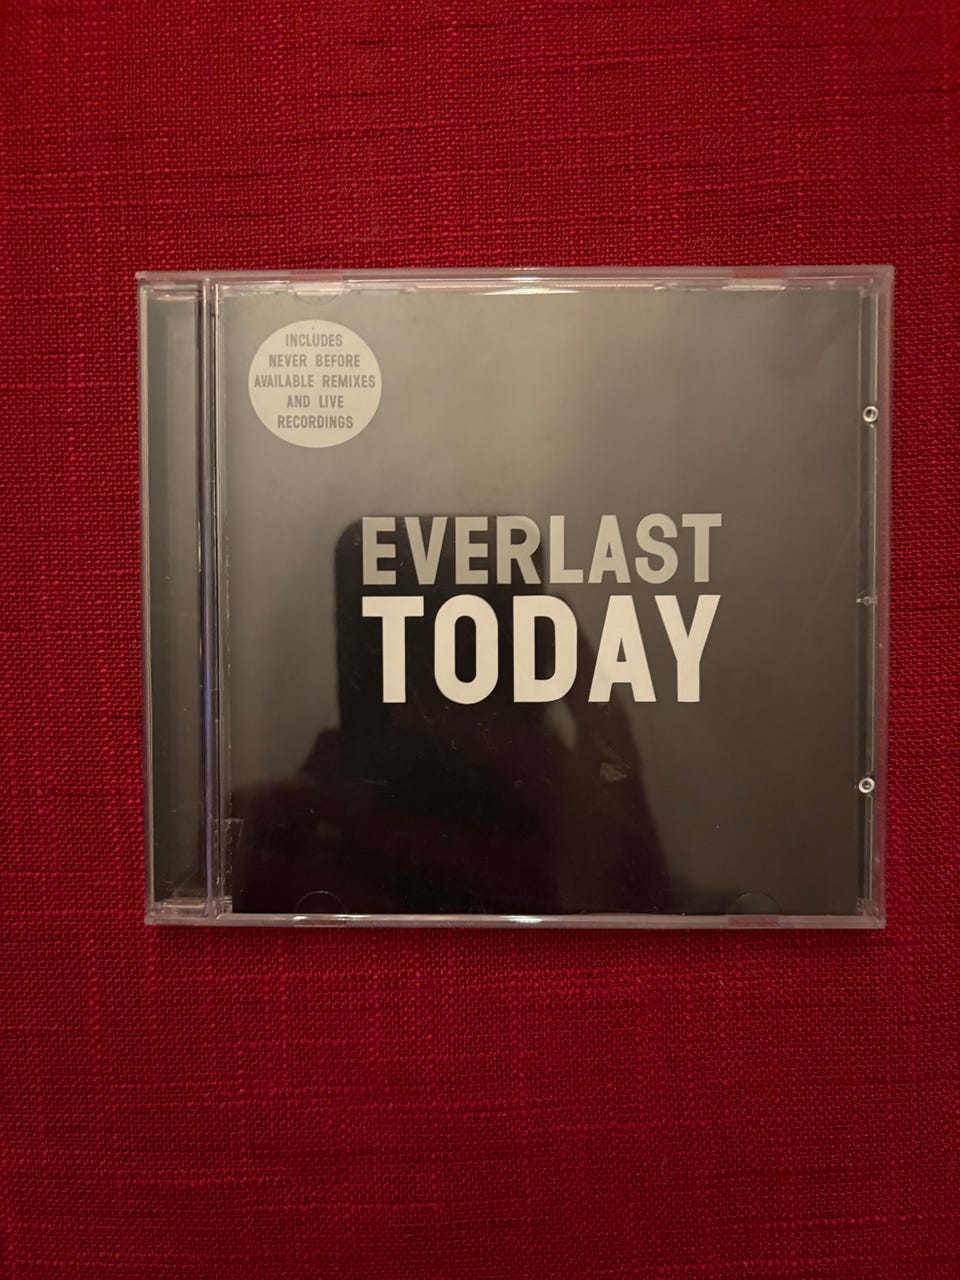 INCLUDES
NEVER BEFORE
AVAILABLE REMIXES
AND LIVE
RECORDINGS
EVERLAST
TODAY